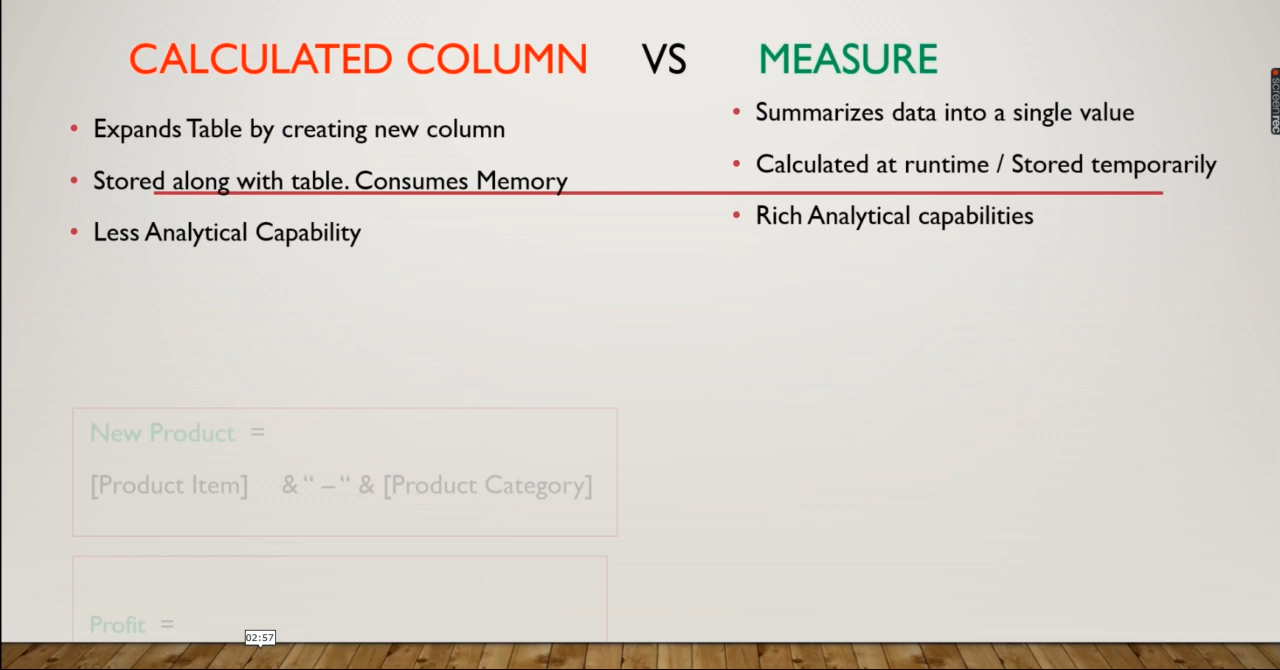 CALCULATED COLUMN VS MEASURE
• Expands Table by creating new column
• Stored along with table. Consumes Memory
• Less Analytical Capability
• Summarizes data into a single value
• Calculated at runtime / Stored temporarily
• Rich Analytical capabilities
New Product =
[Product Item] & “ – “ & [Product Category]
Profit =
02:57
screenrec